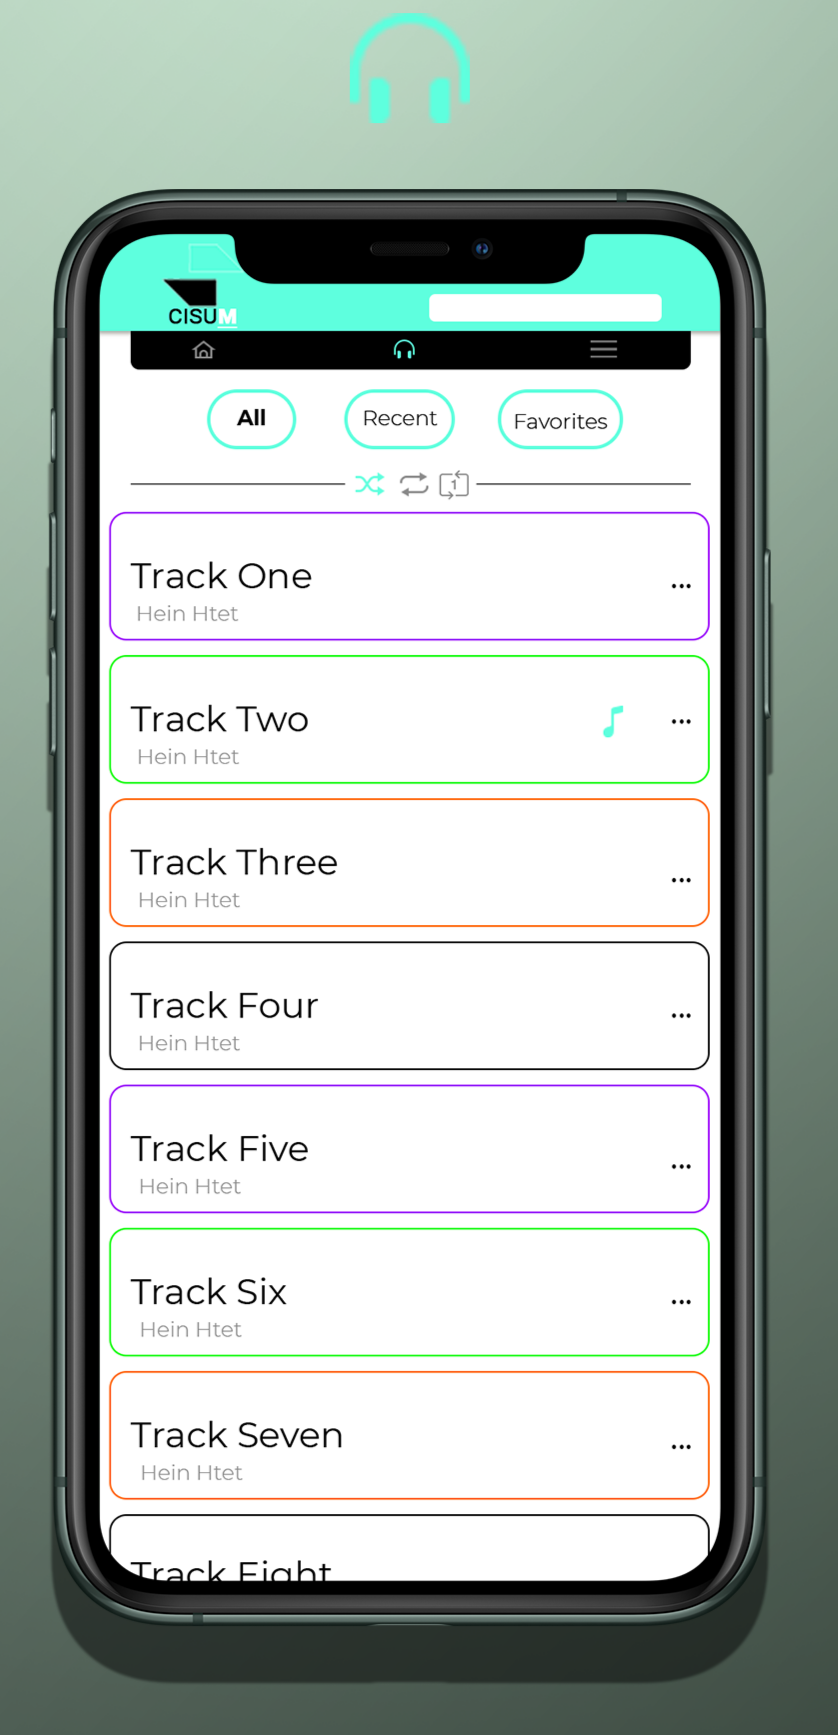 CISUM
All
Recent
Favorites
1
Track One
Hein Htet
Track Two
Hein Htet
Track Three
Hein Htet
Track Four
Hein Htet
Track Five
Hein Htet
Track Six
Hein Htet
Track Seven
Hein Htet
Track Eight